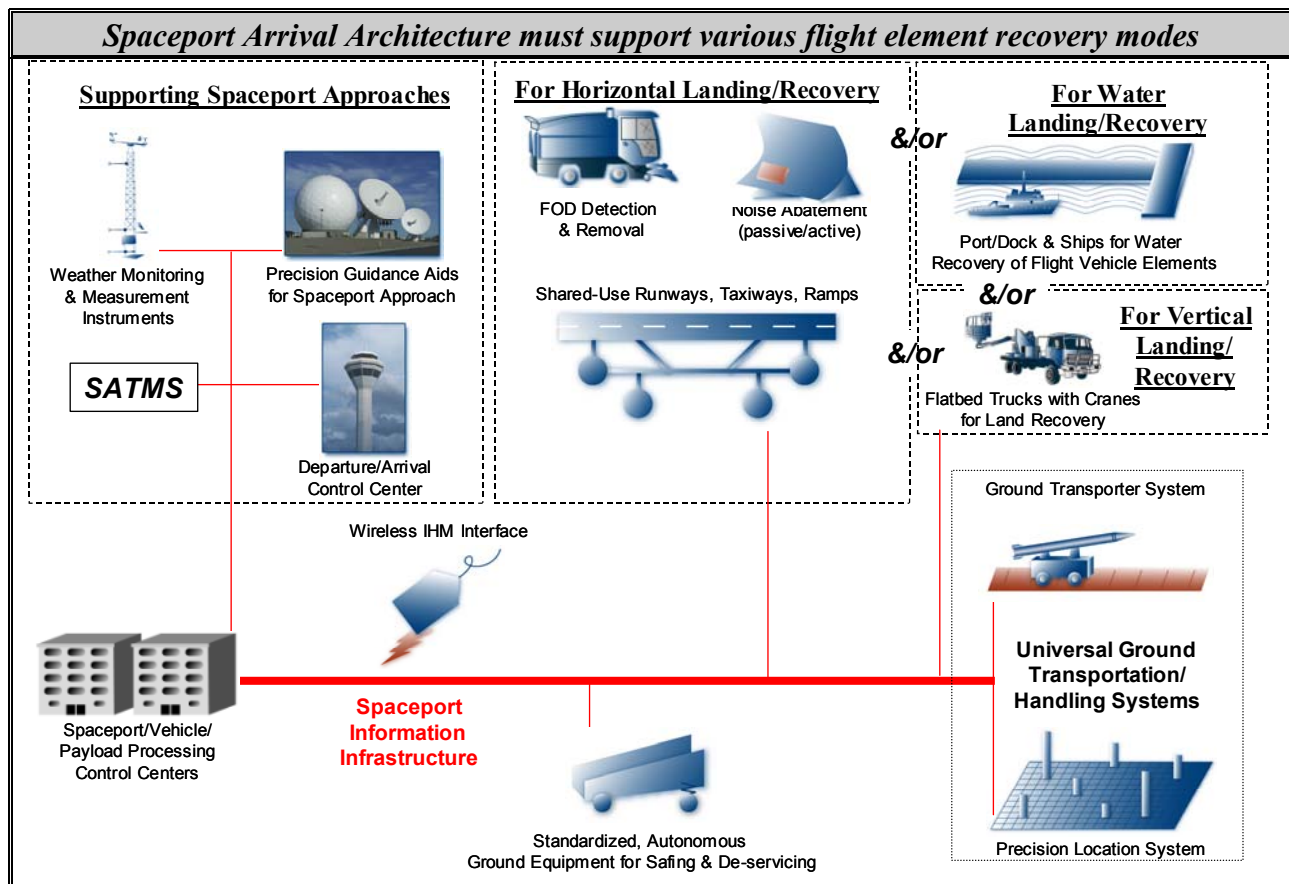 Spaceport Arrival Architecture must support various flight element recovery modes
Supporting Spaceport Approaches
Weather Monitoring
& Measurement
Instruments
Precision Guidance Aids
for Spaceport Approach
SATMS
Departure/Arrival
Control Center
For Horizontal Landing/Recovery
FOD Detection
& Removal
Noise Abatement
(passive/active)
Shared-Use Runways, Taxiways, Ramps
&/or
&/or
For Water
Landing/Recovery
Port/Dock & Ships for Water
Recovery of Flight Vehicle Elements
&/or
For Vertical
Landing/
Recovery
Flatbed Trucks with Cranes
for Land Recovery
Wireless IHM Interface
Spaceport/Vehicle/
Payload Processing
Control Centers
Spaceport
Information
Infrastructure
Standardized, Autonomous
Ground Equipment for Safing & De-servicing
Ground Transporter System
Universal Ground
Transportation/
Handling Systems
Precision Location System